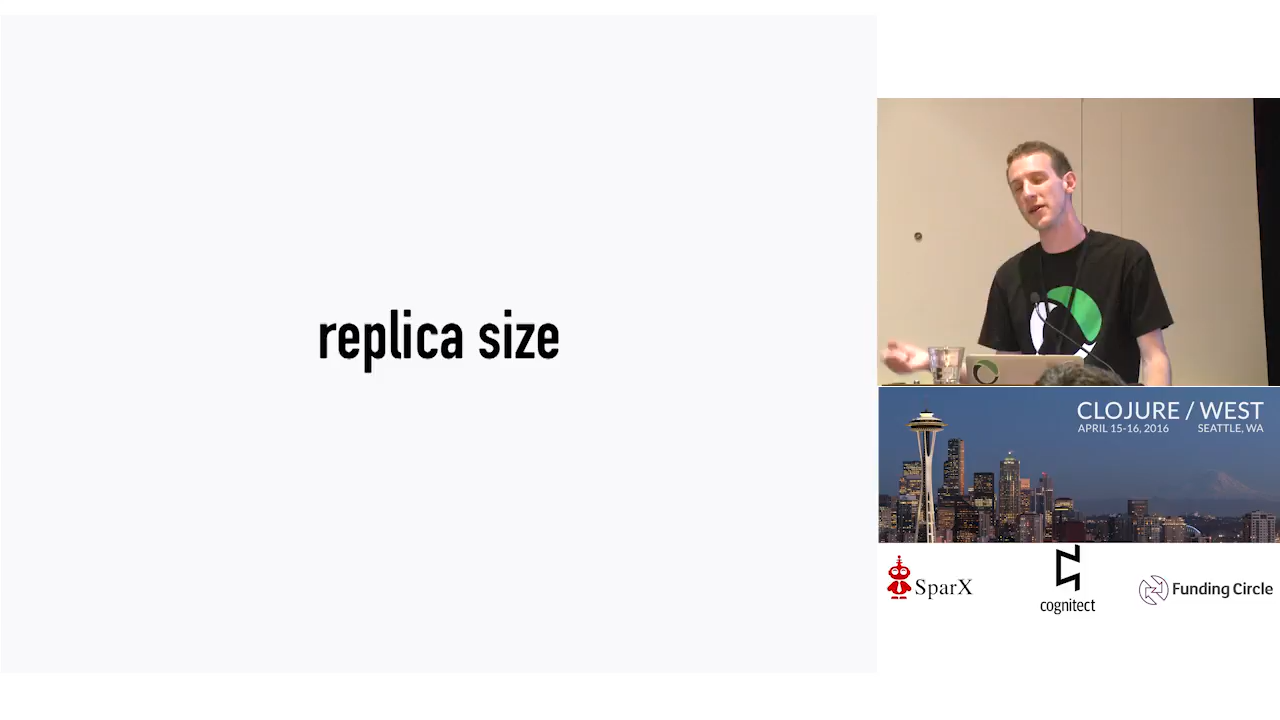 replica size
CLOJURE / WEST
APRIL 15-16, 2016 SEATTLE, WA
SparX
cognitect
Funding Circle